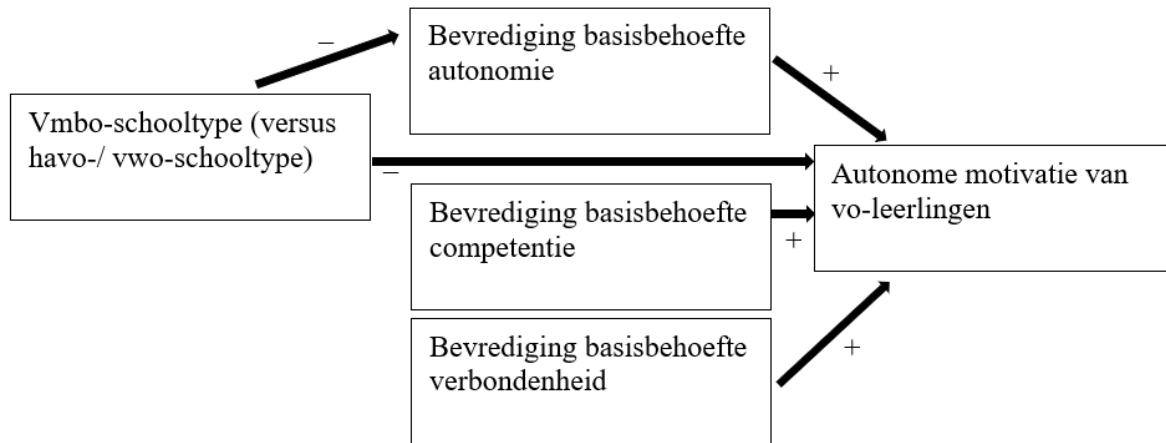 –
Bevrediging basisbehoefte
autonomie
+
Vmbo-schooltype (versus
havo-/ vwo-schooltype)
–
Autonome motivatie van
vo-leerlingen
Bevrediging basisbehoefte
competentie
+
Bevrediging basisbehoefte
verbondenheid
+